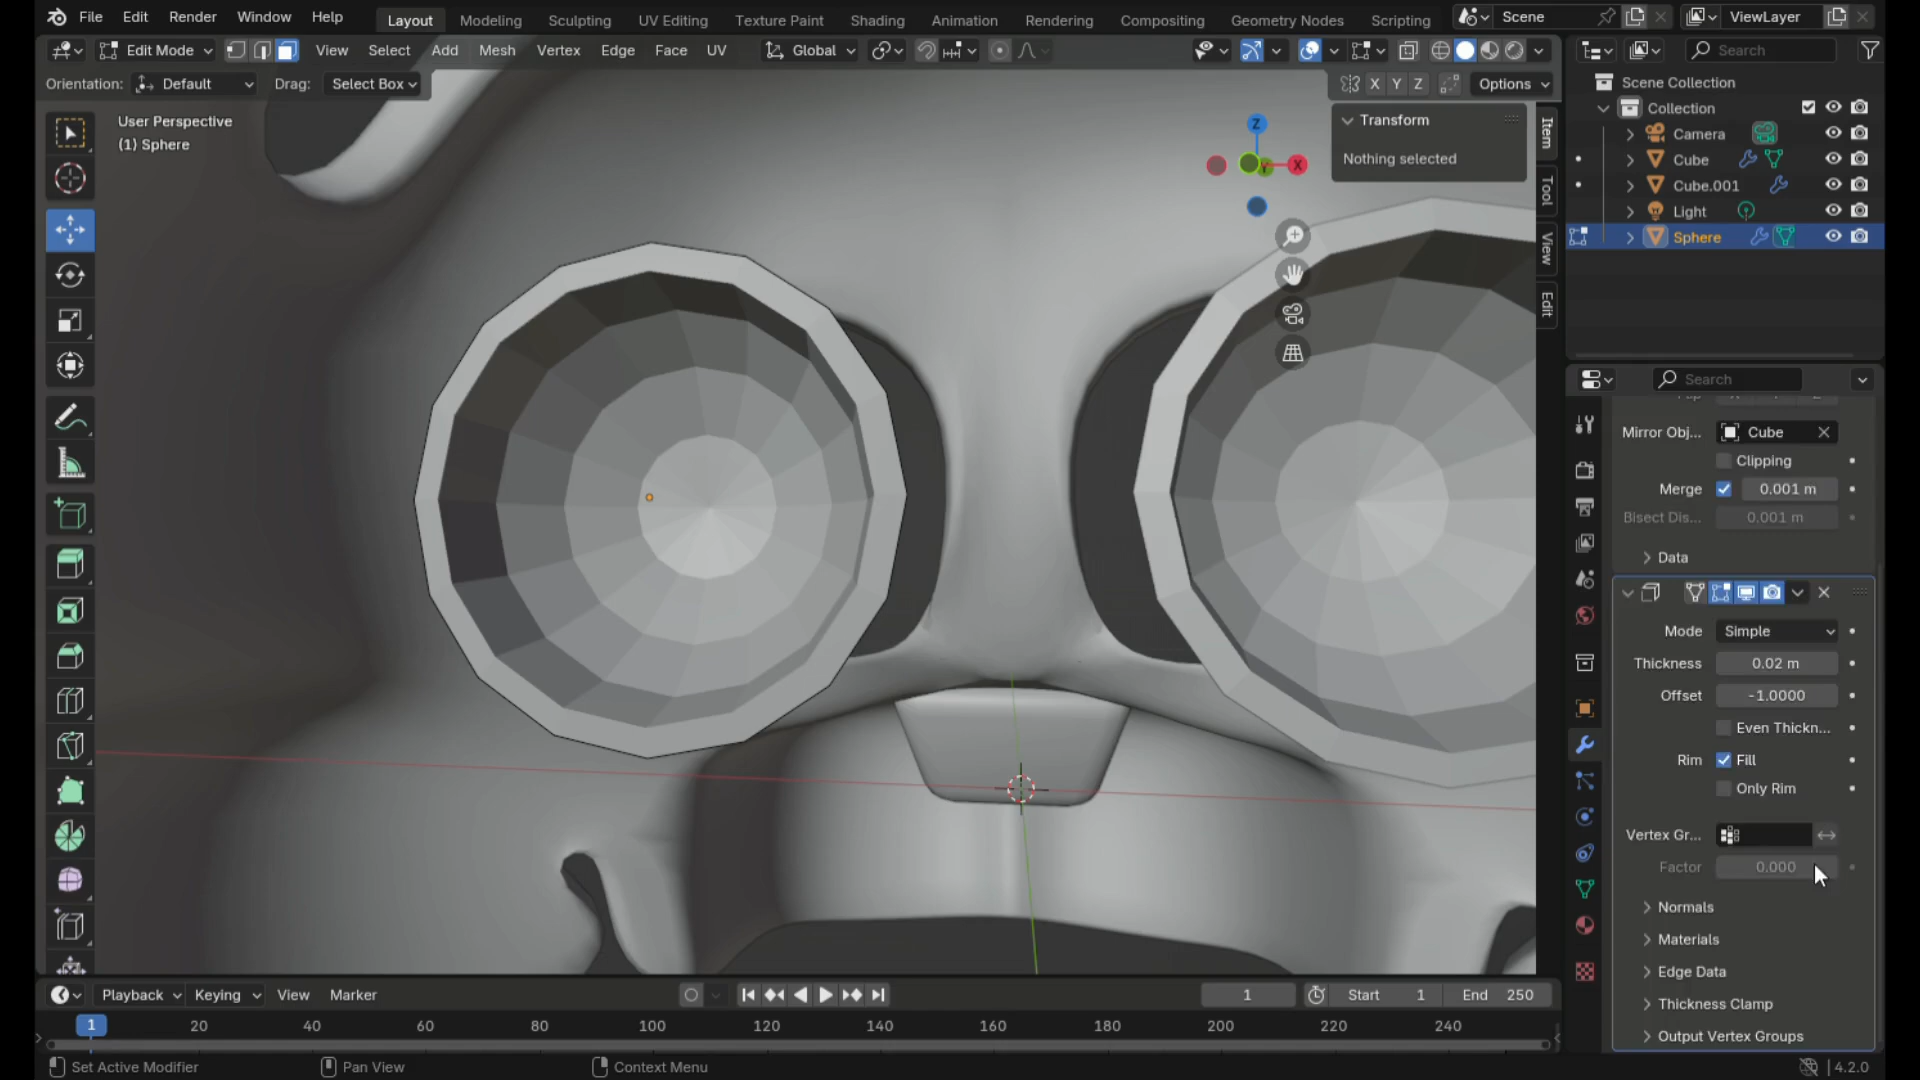 File Edit Render Window Help Layout Modeling Sculpting UV Editing Texture Paint Shading Animation Rendering Compositing Geometry Nodes Scripting Scene ViewLayer
Edit Mode View Select Add Mesh Vertex Edge Face UV Global Search
Orientation: Default Drag: Select Box X Y Z Options
Scene Collection
Collection
Camera
Cube
Cube.001
Light
Sphere
User Perspective
(1) Sphere
Z
X
Transform
Nothing selected
Item
Tool
View
Edit
Search
Mirror Obj... Cube
Clipping
Merge 0.001 m
Bisect Dis... 0.001 m
Data
Mode Simple
Thickness 0.02 m
Offset -1.0000
Even Thickn...
Rim Fill
Only Rim
Vertex Gr...
Factor 0.000
Normals
Materials
Edge Data
Thickness Clamp
Output Vertex Groups
Playback Keying View Marker 1 Start 1 End 250
1 20 40 60 80 100 120 140 160 180 200 220 240
Set Active Modifier Pan View Context Menu 4.2.0